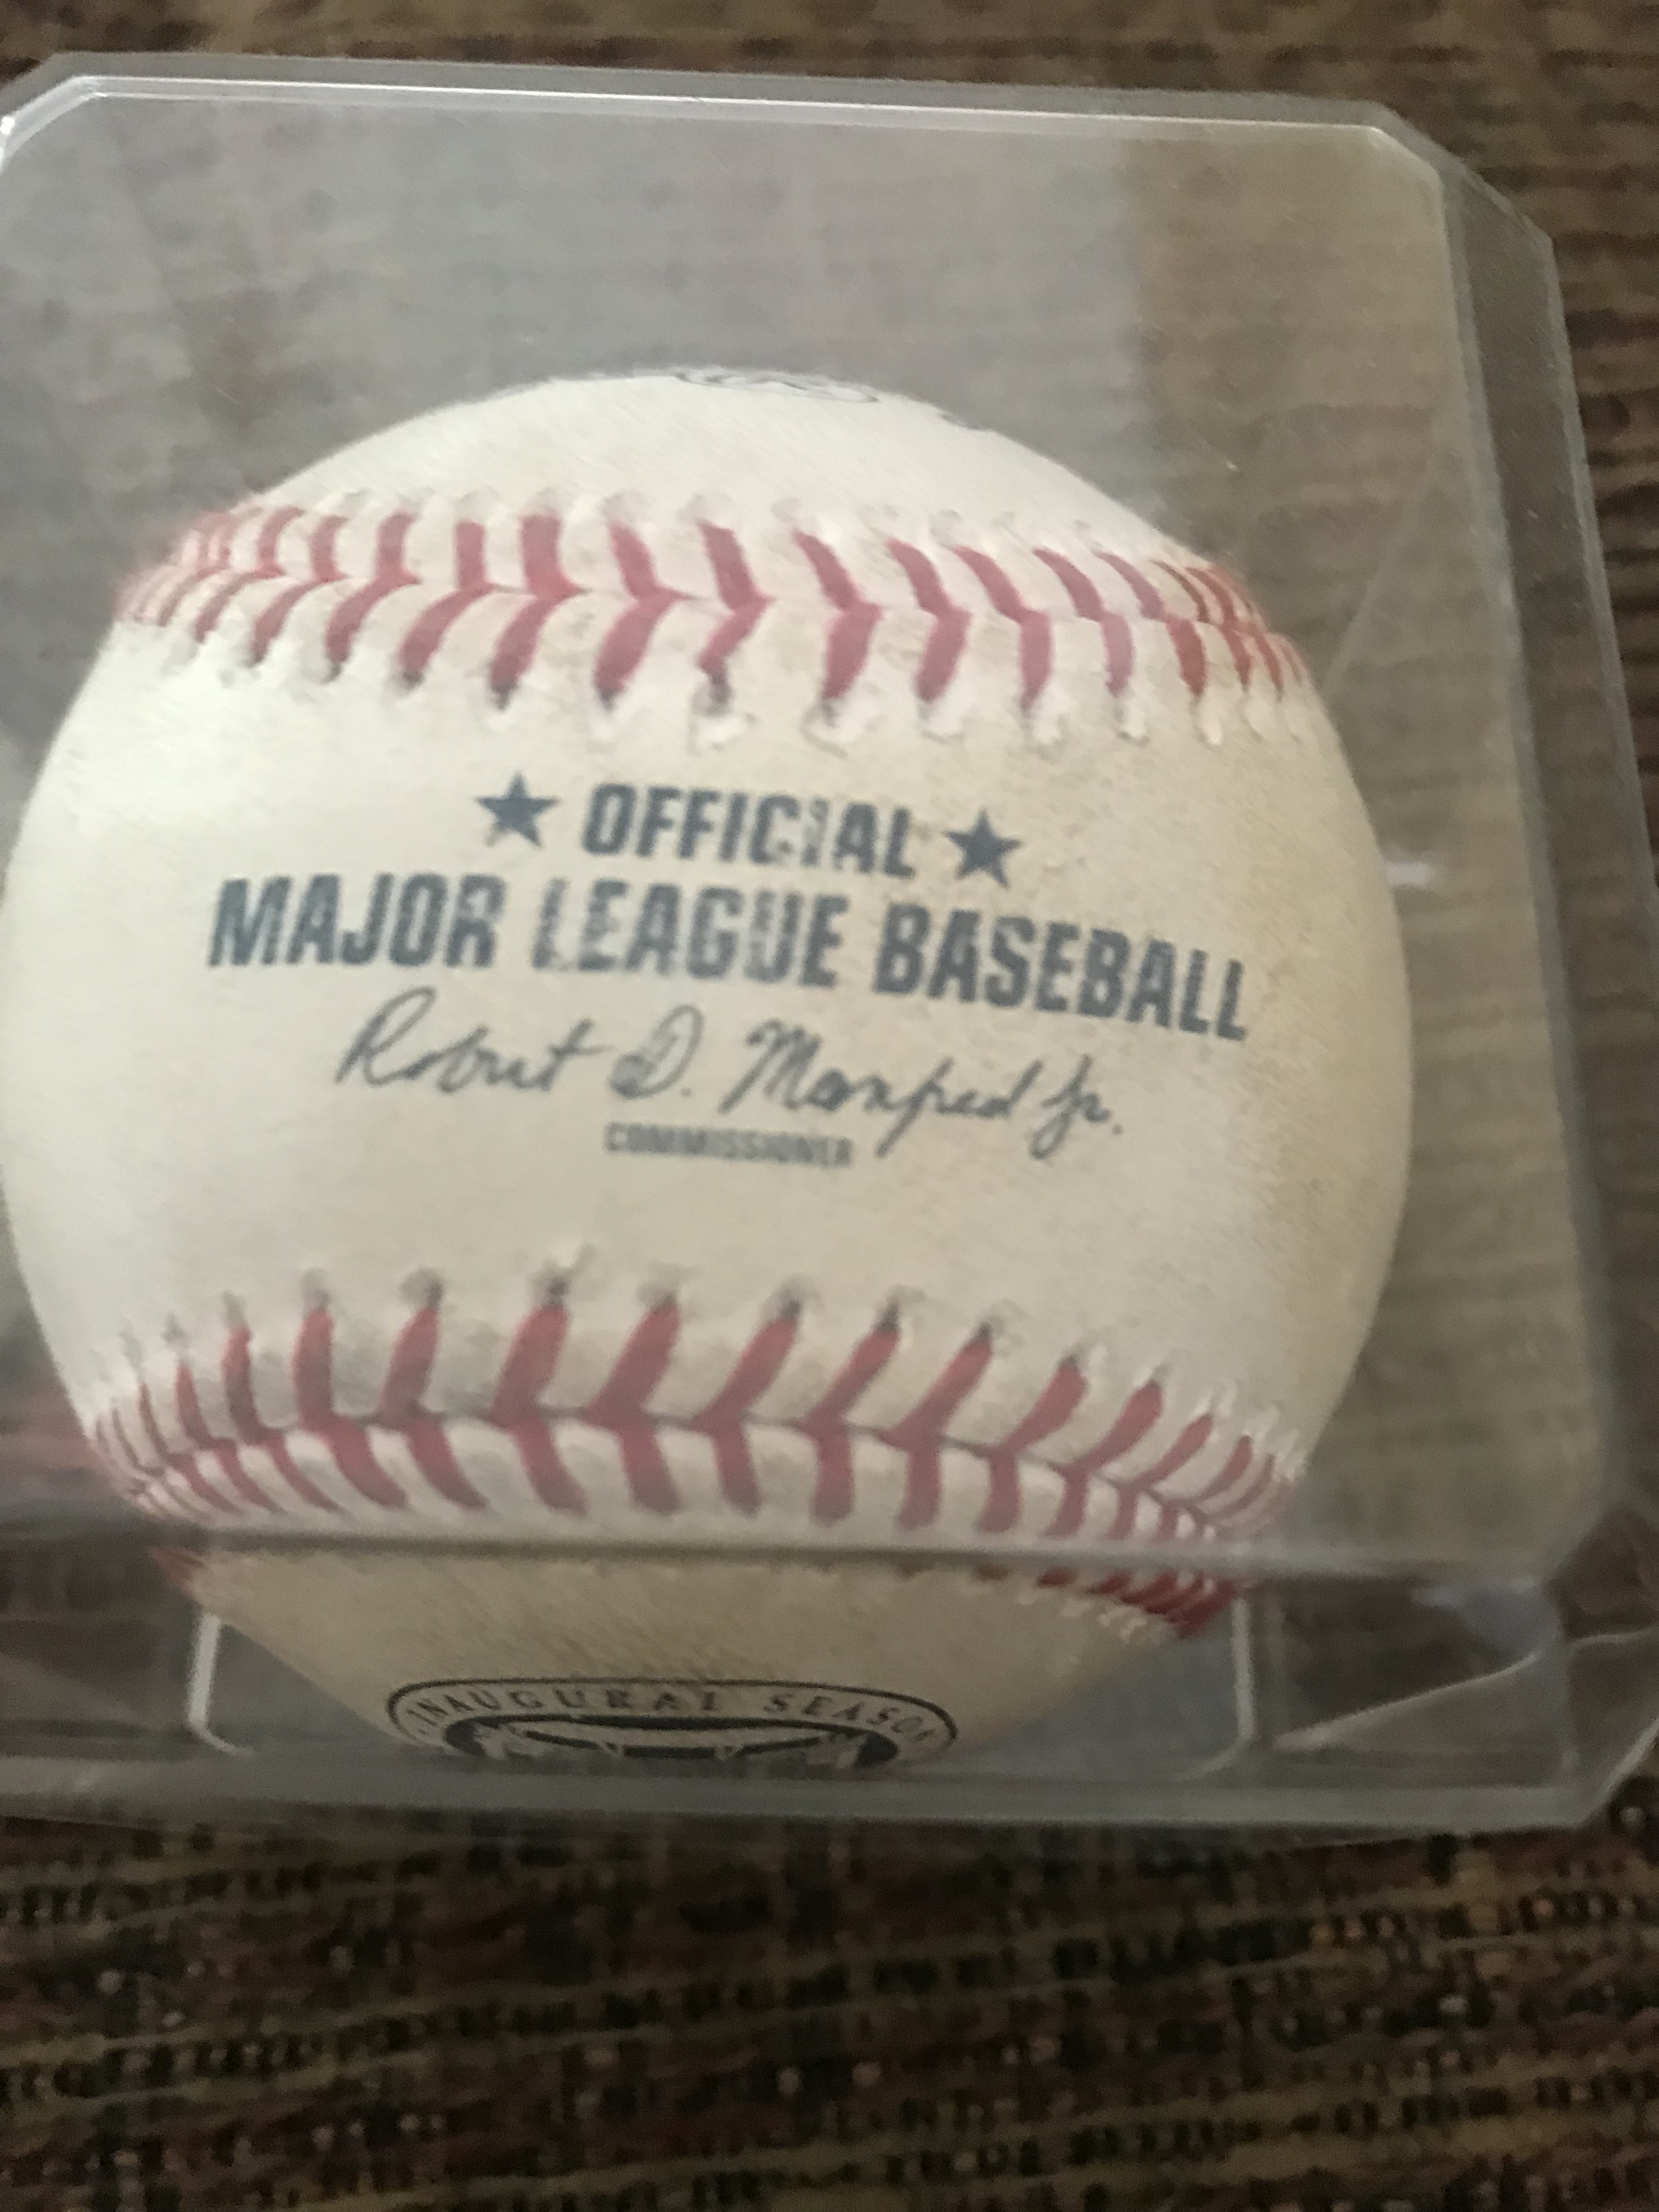 ★ OFFICIAL ★
MAJOR LEAGUE BASEBALL
Robert D. Manfred Jr.
COMMISSIONER
INAUGURAL SEASON